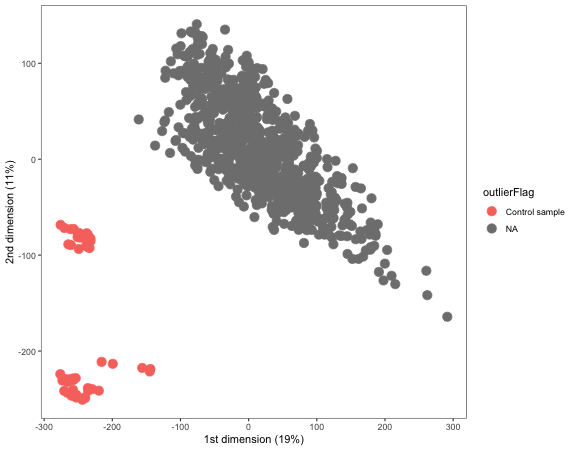 100
0
-100
-200
-300
-200
-100
0
100
200
300
1st dimension (19%)
2nd dimension (11%)
outlierFlag
Control sample
NA